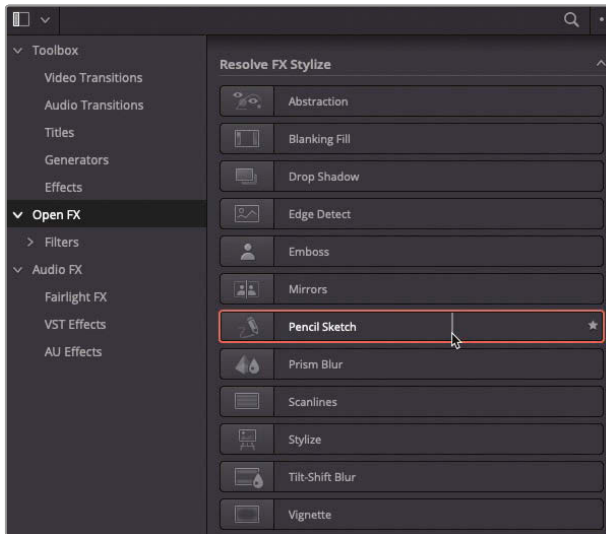 Toolbox
Video Transitions
Audio Transitions
Titles
Generators
Effects
Open FX
Filters
Audio FX
Fairlight FX
VST Effects
AU Effects
Resolve FX Stylize
Abstraction
Blanking Fill
Drop Shadow
Edge Detect
Emboss
Mirrors
Pencil Sketch
Prism Blur
Scanlines
Stylize
Tilt-Shift Blur
Vignette